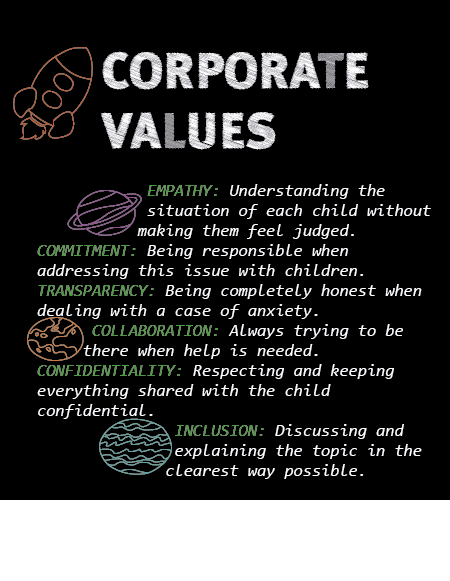 CORPORATE
VALUES
EMPATHY: Understanding the
situation of each child without
making them feel judged.
COMMITMENT: Being responsible when
addressing this issue with children.
TRANSPARENCY: Being completely honest when
dealing with a case of anxiety.
COLLABORATION: Always trying to be
there when help is needed.
CONFIDENTIALITY: Respecting and keeping
everything shared with the child
confidential.
INCLUSION: Discussing and
explaining the topic in the
clearest way possible.